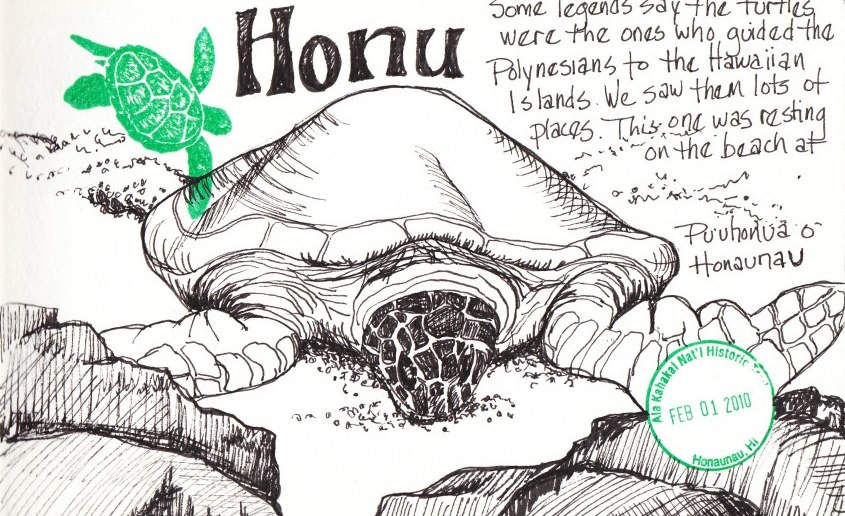 Honu
Some legends say the turtles
were the ones who guided the
Polynesians to the Hawaiian
Islands. We saw them lots of
places. This one was resting
on the beach at
Pu'uhonua o
Honaunau
Ala Kahakai Nat'l Historic
FEB 01 2010
Honaunau, HI